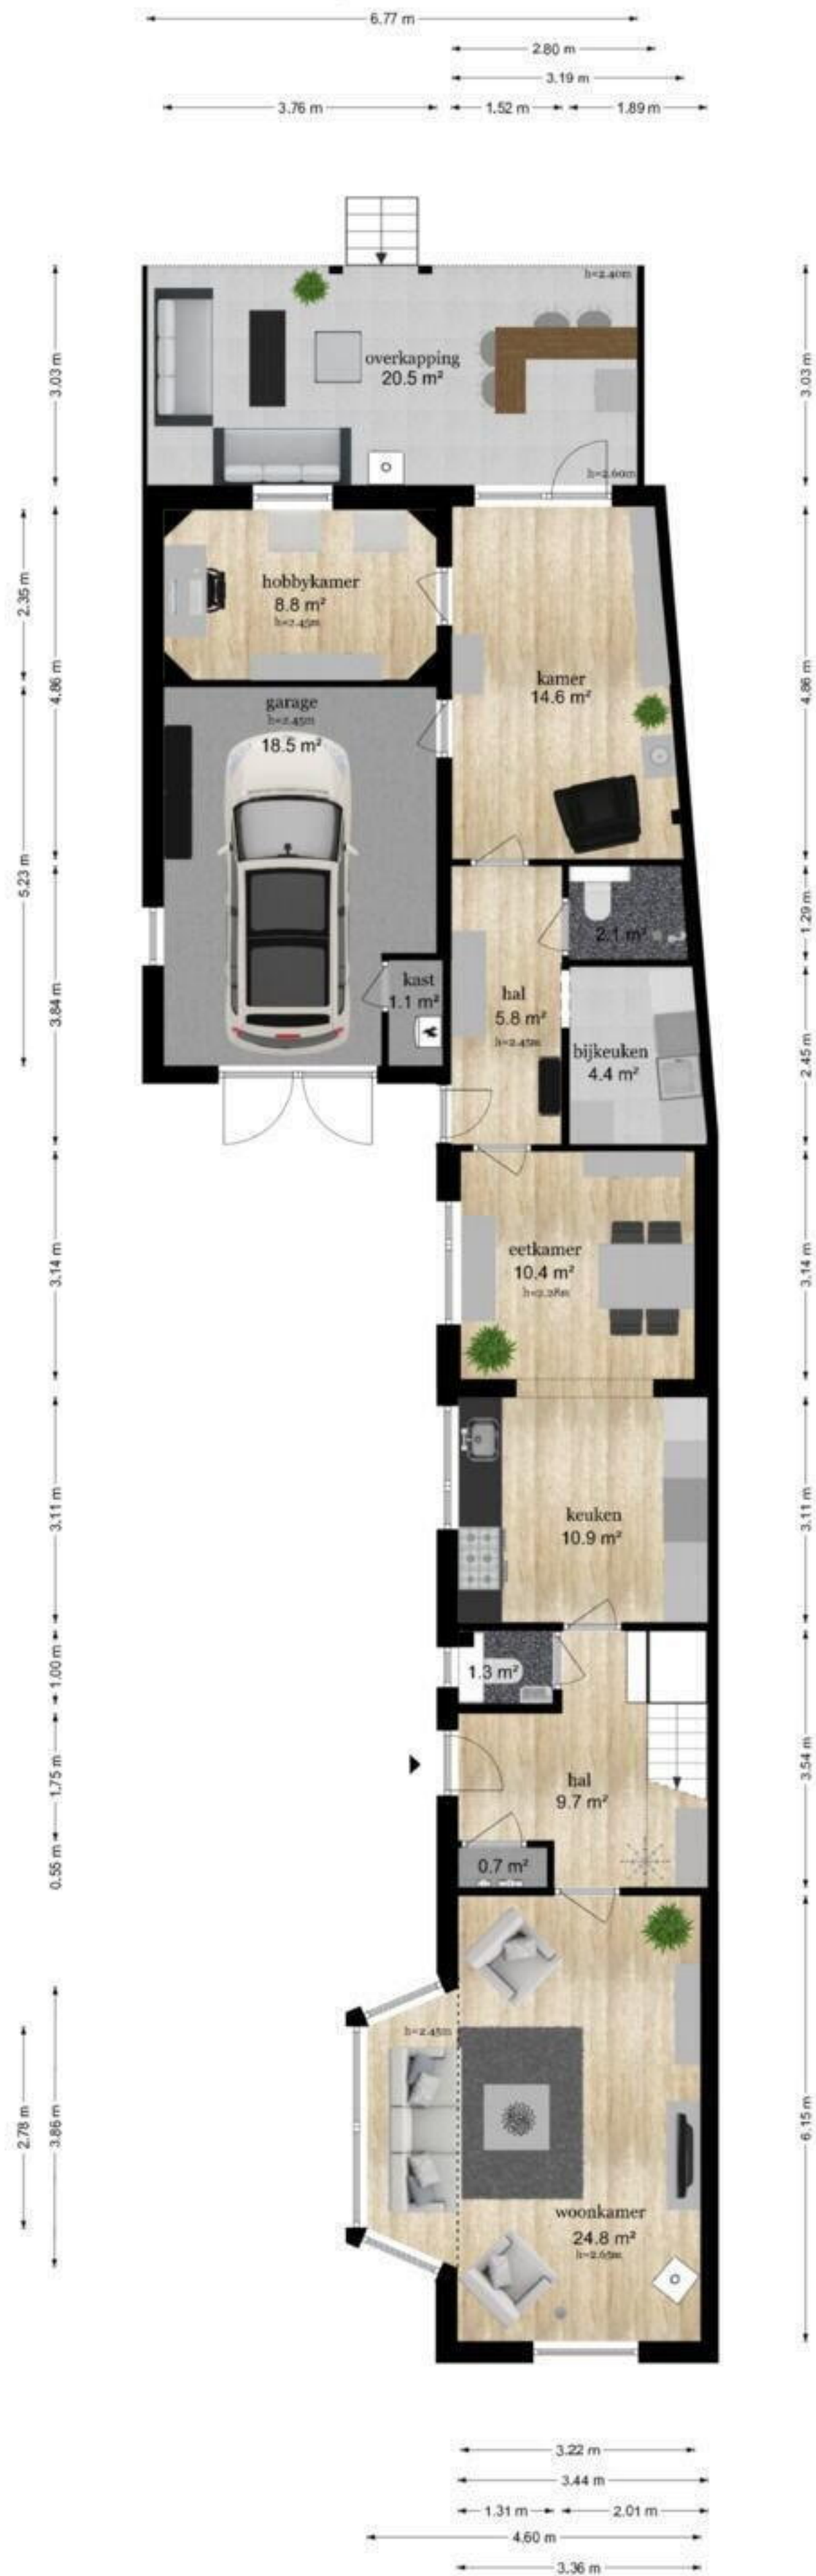 6.77 m
2.80 m
3.19 m
3.76 m
1.52 m
1.89 m
h=2.40m
3.03 m
3.03 m
overkapping
20.5 m²
h=2.60m
2.35 m
hobbykamer
8.8 m²
h=2.45m
4.86 m
4.86 m
kamer
14.6 m²
garage
h=2.45m
18.5 m²
5.23 m
1.29 m
2.1 m²
3.84 m
kast
1.1 m²
hal
5.8 m²
h=2.45m
bijkeuken
4.4 m²
2.45 m
3.14 m
3.14 m
eetkamer
10.4 m²
h=2.28m
3.11 m
3.11 m
keuken
10.9 m²
1.00 m
1.3 m²
1.75 m
3.54 m
hal
9.7 m²
0.55 m
0.7 m²
h=2.45m
2.78 m
3.86 m
6.15 m
woonkamer
24.8 m²
h=2.65m
3.22 m
3.44 m
1.31 m
2.01 m
4.60 m
3.36 m